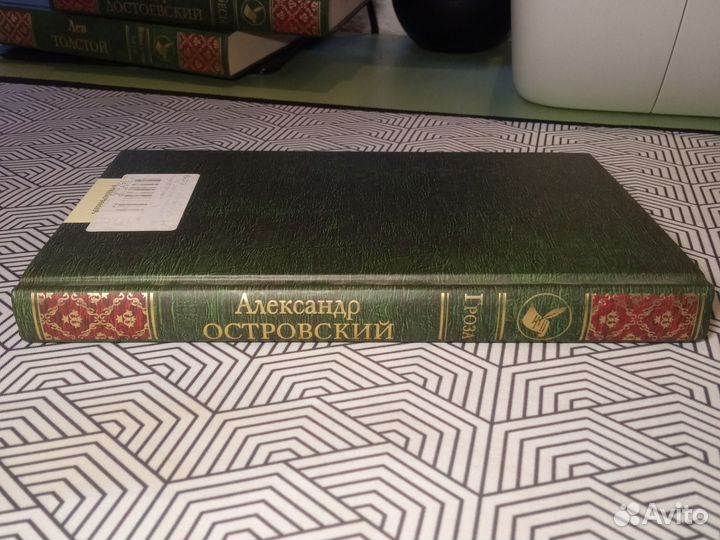 ДОСТОЕВСКИЙ
Лев
ТОЛСТОЙ
Александр
ОСТРОВСКИЙ
Гроза
Avito